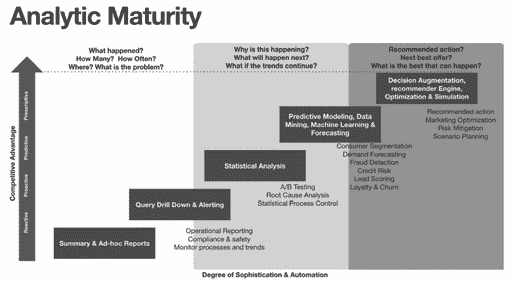 Analytic Maturity
What happened?
How Many?  How Often?
Where? What is the problem?
Why is this happening?
What will happen next?
What if the trends continue?
Recommended action?
Next best offer?
What is the best that can happen?
Competitive Advantage
Prescriptive
Predictive
Proactive
Reactive
Decision Augmentation,
recommender Engine,
Optimization & Simulation
Recommended action
Marketing Optimization
Risk Mitigation
Scenario Planning
Predictive Modeling, Data
Mining, Machine Learning &
Forecasting
Consumer Segmentation
Demand Forecasting
Fraud Detection
Credit Risk
Lead Scoring
Loyalty & Churn
Statistical Analysis
A/B Testing
Root Cause Analysis
Statistical Process Control
Query Drill Down & Alerting
Operational Reporting
Compliance & safety
Monitor processes and trends
Summary & Ad-hoc Reports
Degree of Sophistication & Automation